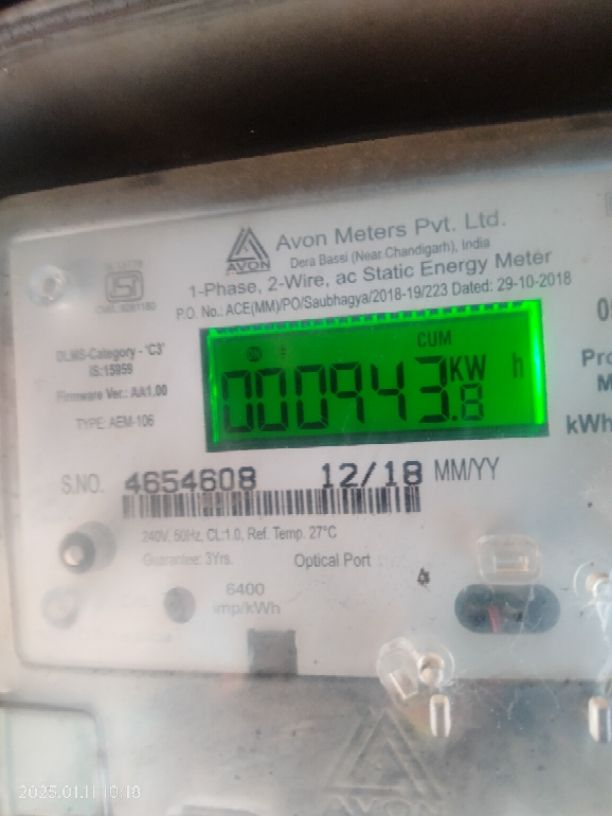 AVON
Avon Meters Pvt. Ltd.
Dera Bassi (Near Chandigarh), India
1-Phase, 2-Wire, ac Static Energy Meter
P.O. No.: ACE(MM)/PO/Saubhagya/2018-19/223 Dated: 29-10-2018
DLMS-Category - 'C3'
IS:15959
Firmware Ver.: AA1.00
TYPE: AEM-106
CUM
000943.8 KW h
kWh
S.NO. 4654608 12/18 MM/YY
240V, 50Hz, CL:1.0, Ref. Temp. 27°C
Guarantee: 3Yrs. Optical Port
6400
imp/kWh
AVON
2025.01.11 10:18